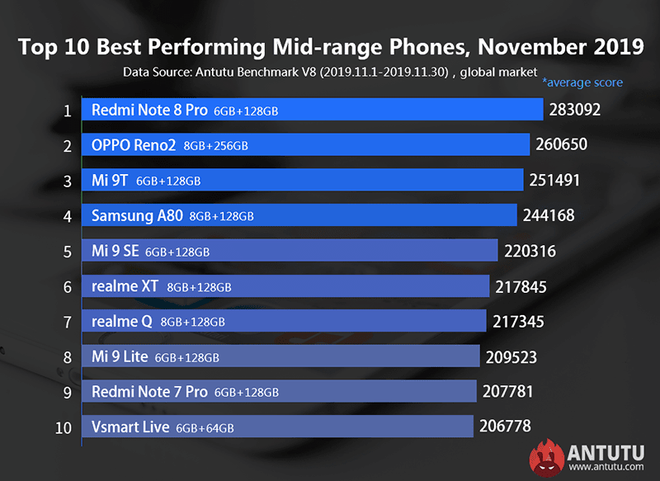 Top 10 Best Performing Mid-range Phones, November 2019
Data Source: Antutu Benchmark V8 (2019.11.1-2019.11.30) , global market
*average score
1 Redmi Note 8 Pro 6GB+128GB 283092
2 OPPO Reno2 8GB+256GB 260650
3 Mi 9T 6GB+128GB 251491
4 Samsung A80 8GB+128GB 244168
5 Mi 9 SE 6GB+128GB 220316
6 realme XT 8GB+128GB 217845
7 realme Q 8GB+128GB 217345
8 Mi 9 Lite 6GB+128GB 209523
9 Redmi Note 7 Pro 6GB+128GB 207781
10 Vsmart Live 6GB+64GB 206778
ANTUTU
www.antutu.com